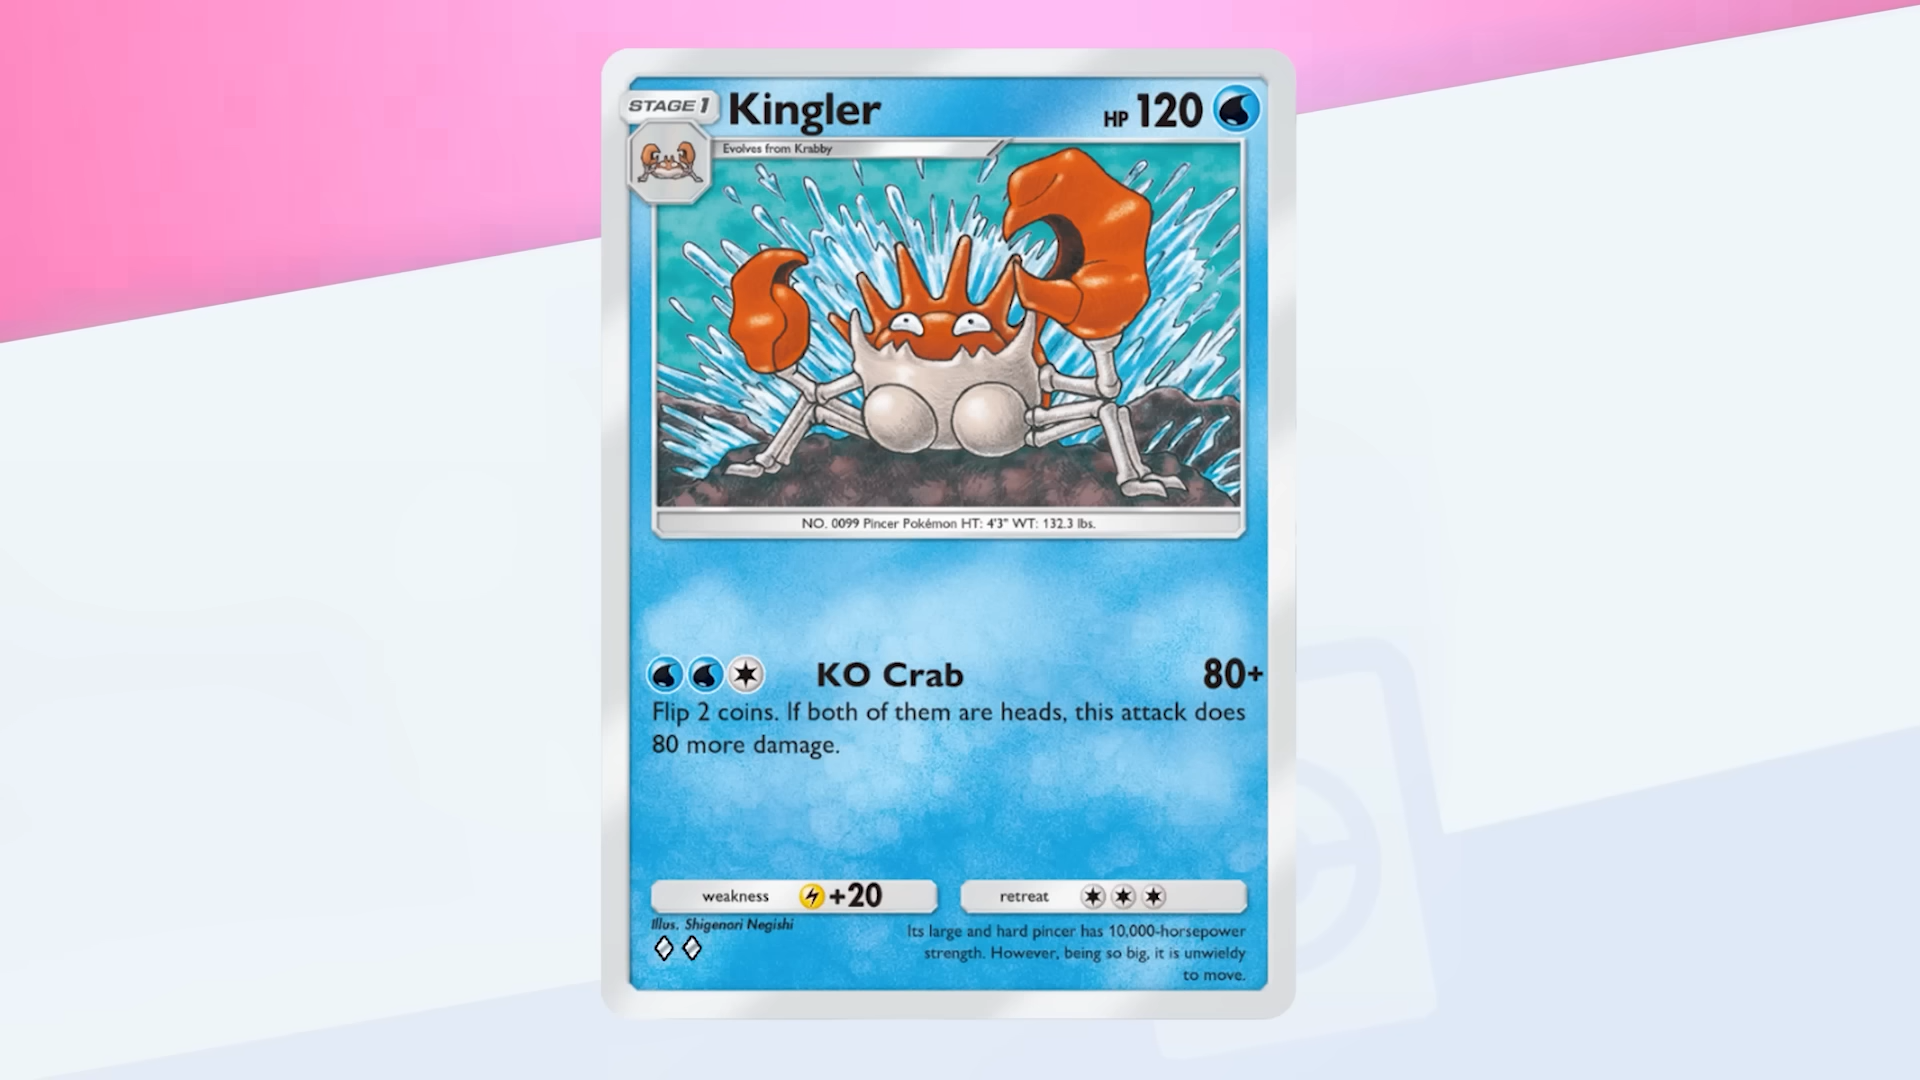 STAGE 1
Kingler
HP 120
Evolves from Krabby
NO. 0099 Pincer Pokémon HT: 4'3" WT: 132.3 lbs.
KO Crab 80+
Flip 2 coins. If both of them are heads, this attack does
80 more damage.
weakness +20
retreat
Illus. Shigenori Negishi
Its large and hard pincer has 10,000-horsepower
strength. However, being so big, it is unwieldy
to move.